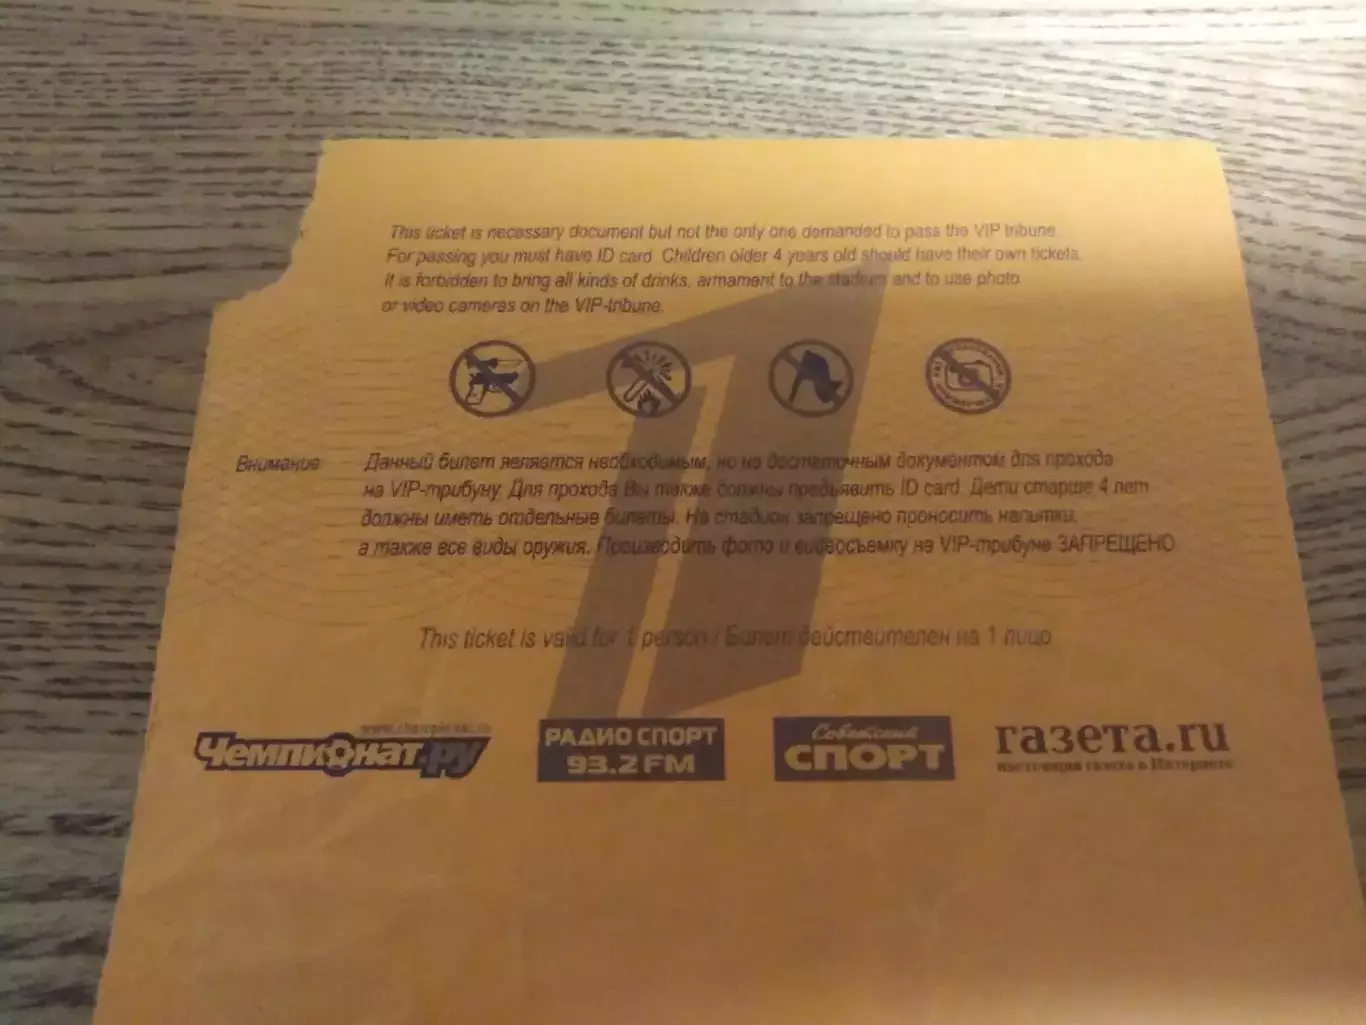 This ticket is necessary document but not the only one demanded to pass the VIP tribune.
For passing you must have ID card. Children older 4 years old should have their own tickets.
It is forbidden to bring all kinds of drinks, armament to the stadium and to use photo
or video cameras on the VIP-tribune.
Внимание Данный билет является необходимым, но не достаточным документом для прохода
на VIP-трибуну. Для прохода Вы также должны предъявить ID card. Дети старше 4 лет
должны иметь отдельные билеты. На стадион запрещено проносить напитки,
а также все виды оружия. Производить фото и видеосъемку на VIP-трибуне ЗАПРЕЩЕНО
This ticket is valid for 1 person / Билет действителен на 1 лицо
www.championat.ru
Чемпионат.ру
РАДИО СПОРТ
93.2 FM
Советский
СПОРТ
газета.ru
настоящая газета в Интернете